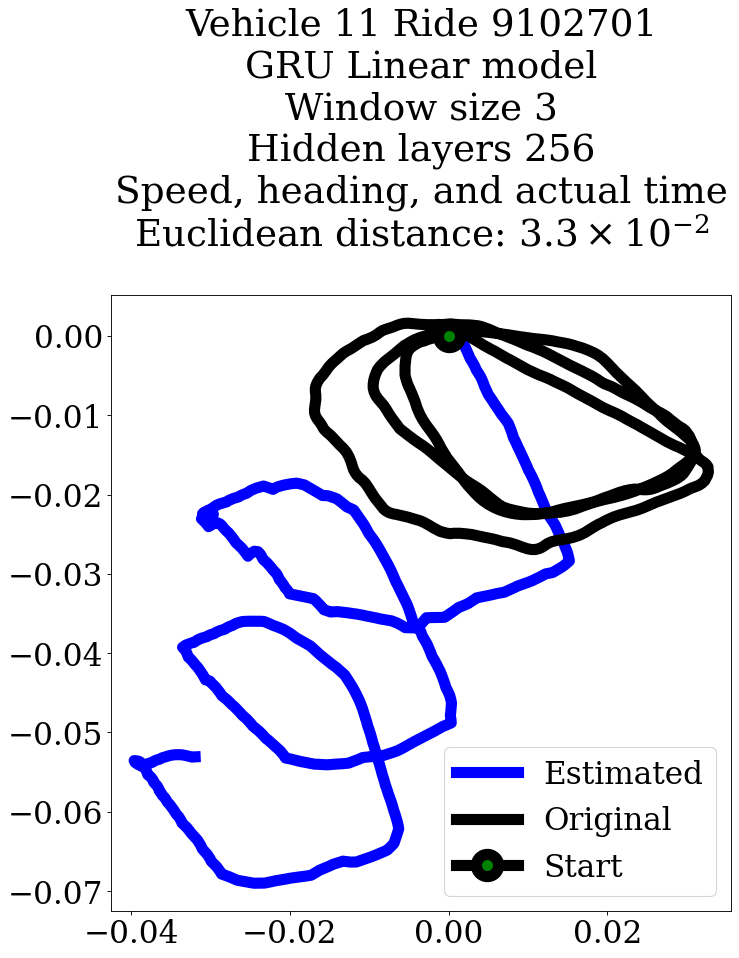 Vehicle 11 Ride 9102701
GRU Linear model
Window size 3
Hidden layers 256
Speed, heading, and actual time
Euclidean distance: 3.3 × 10⁻²
0.00
−0.01
−0.02
−0.03
−0.04
−0.05
−0.06
−0.07
Estimated
Original
Start
−0.04 −0.02 0.00 0.02